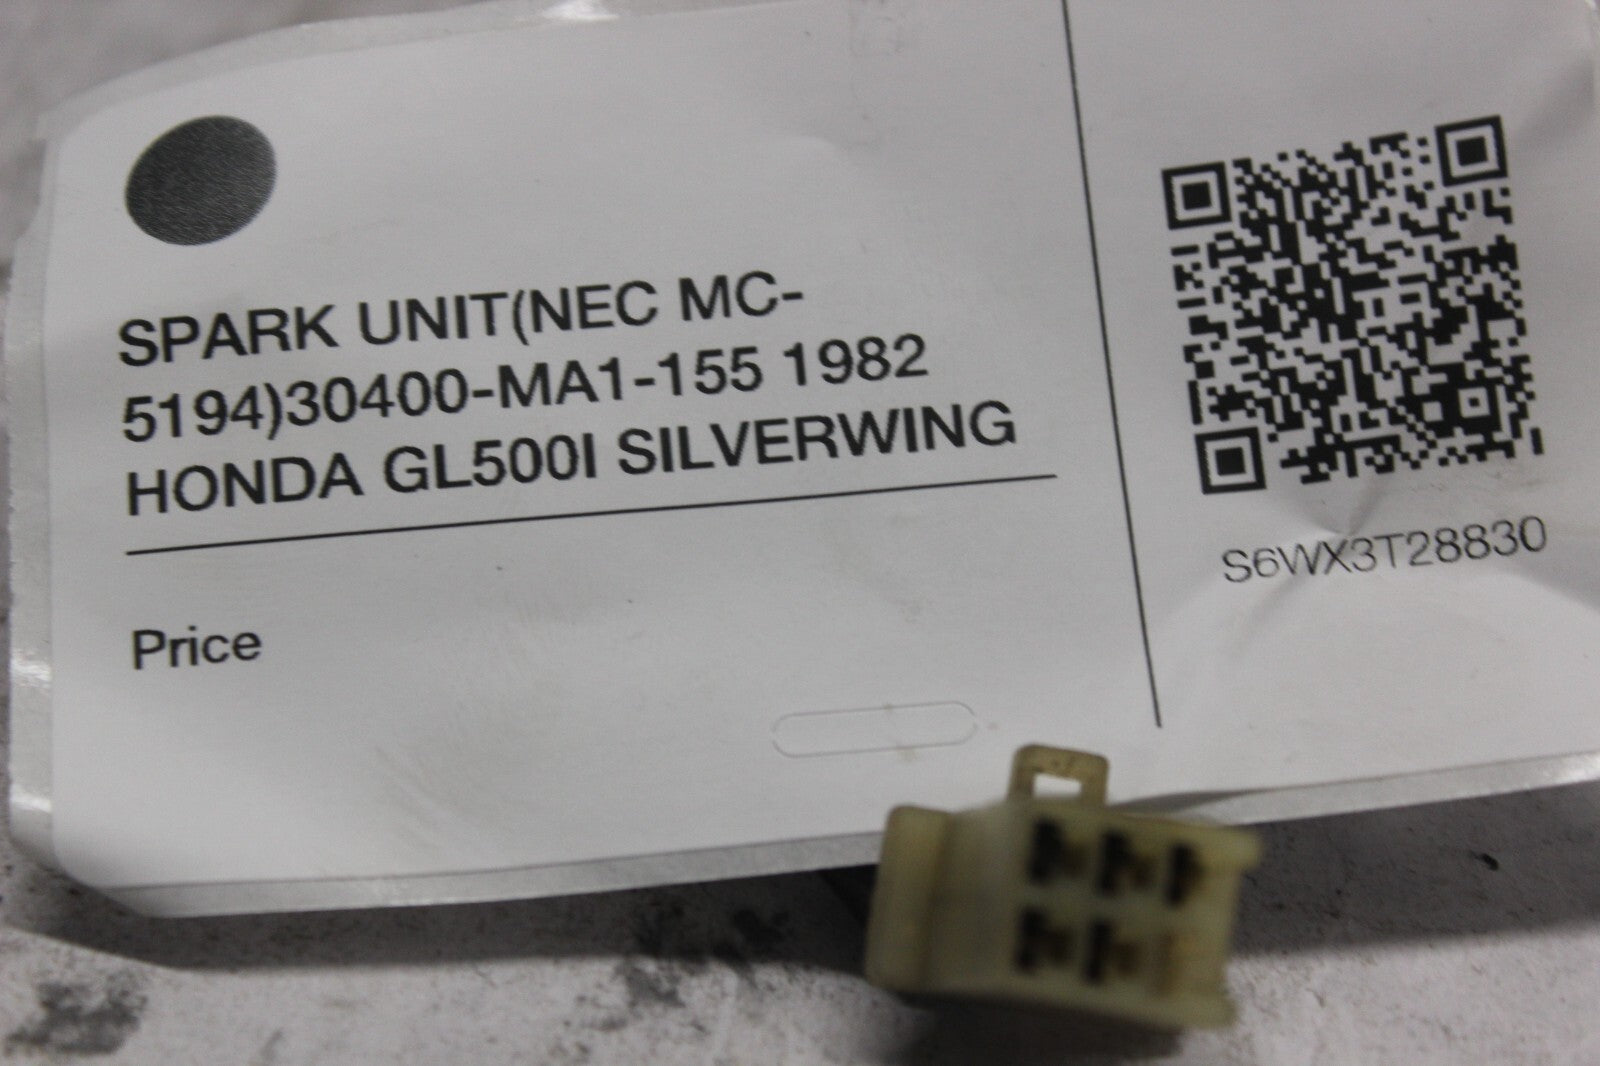 SPARK UNIT(NEC MC-
5194)30400-MA1-155 1982
HONDA GL500I SILVERWING
Price
S6WX3T28830